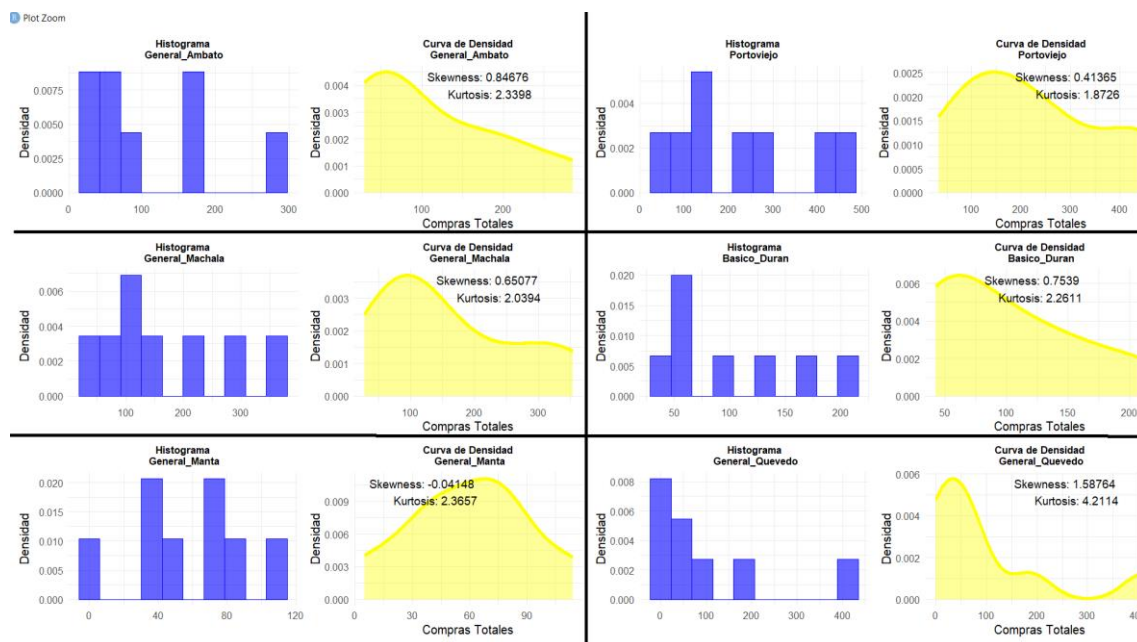 Plot Zoom
Histograma
General_Ambato
Densidad
0.0075
0.0050
0.0025
0.0000
0 100 200 300
Curva de Densidad
General_Ambato
Skewness: 0.84676
Kurtosis: 2.3398
Densidad
0.004
0.003
0.002
0.001
0.000
100 200
Compras Totales
Histograma
Portoviejo
Densidad
0.004
0.002
0.000
0 100 200 300 400 500
Curva de Densidad
Portoviejo
Skewness: 0.41365
Kurtosis: 1.8726
Densidad
0.0025
0.0020
0.0015
0.0010
0.0005
0.0000
100 200 300 400
Compras Totales
Histograma
General_Machala
Densidad
0.006
0.004
0.002
0.000
100 200 300
Curva de Densidad
General_Machala
Skewness: 0.65077
Kurtosis: 2.0394
Densidad
0.003
0.002
0.001
0.000
100 200 300
Compras Totales
Histograma
Basico_Duran
Densidad
0.020
0.015
0.010
0.005
0.000
50 100 150 200
Curva de Densidad
Basico_Duran
Skewness: 0.7539
Kurtosis: 2.2611
Densidad
0.006
0.004
0.002
0.000
50 100 150 200
Compras Totales
Histograma
General_Manta
Densidad
0.020
0.015
0.010
0.005
0.000
0 40 80 120
Curva de Densidad
General_Manta
Skewness: -0.04148
Kurtosis: 2.3657
Densidad
0.009
0.006
0.003
0.000
0 30 60 90
Compras Totales
Histograma
General_Quevedo
Densidad
0.008
0.006
0.004
0.002
0.000
0 100 200 300 400
Curva de Densidad
General_Quevedo
Skewness: 1.58764
Kurtosis: 4.2114
Densidad
0.006
0.004
0.002
0.000
0 100 200 300 400
Compras Totales